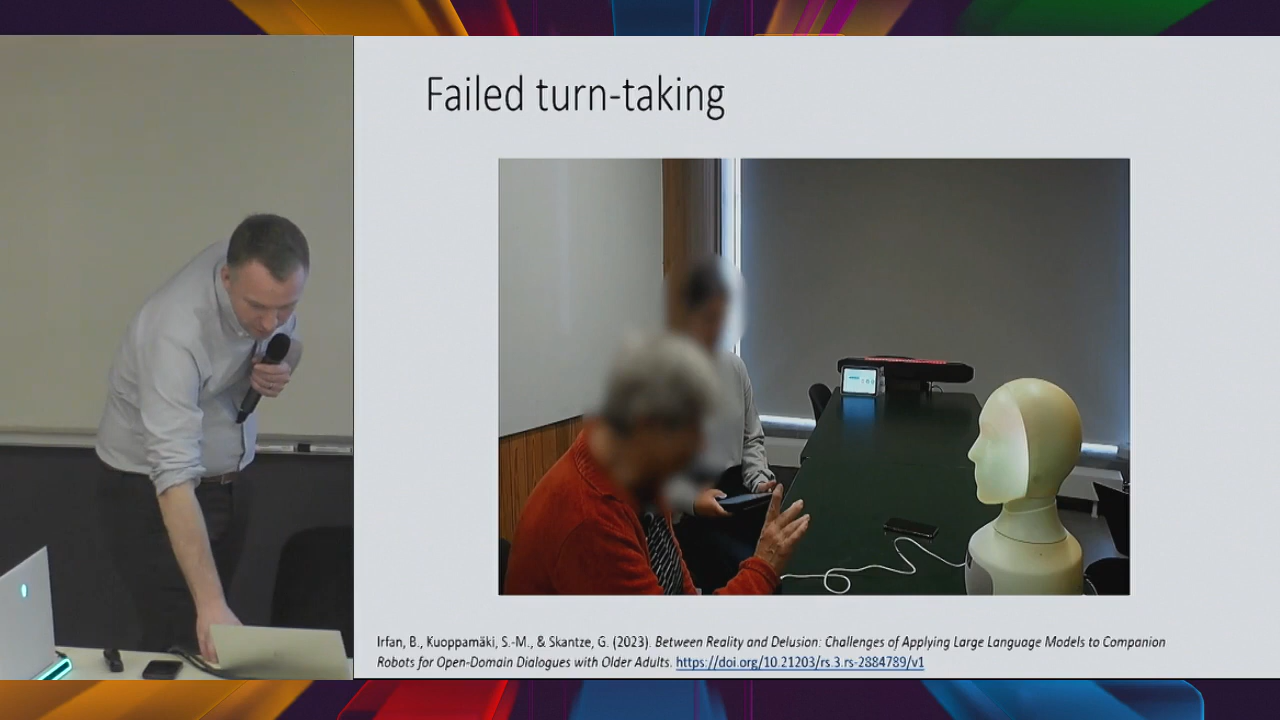 Failed turn-taking
Irfan, B., Kuoppamäki, S.-M., & Skantze, G. (2023). Between Reality and Delusion: Challenges of Applying Large Language Models to Companion
Robots for Open-Domain Dialogues with Older Adults. https://doi.org/10.21203/rs.3.rs-2884789/v1